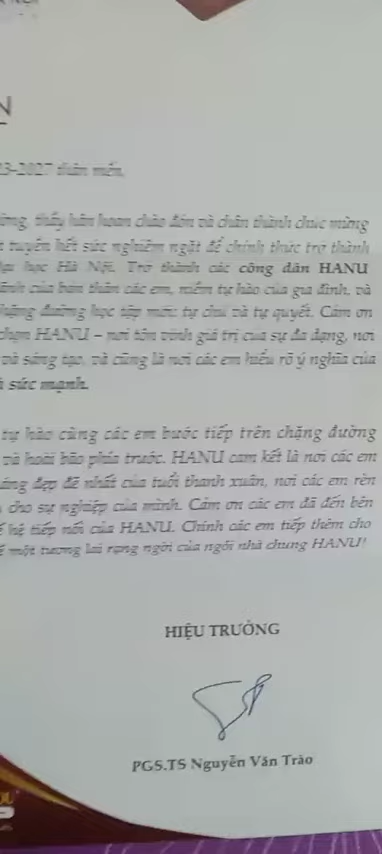 N
3-2027 thân mến,
thầy hân hoan chào đón và chân thành chúc mừng
tuyển hết sức nghiêm ngặt để chính thức trở thành
học Hà Nội. Trở thành các công dân HANU
của bản thân các em, niềm tự hào của gia đình, và
đường học tập mới: tự chủ và tự quyết. Cảm ơn
chọn HANU – nơi tôn vinh giá trị của sự đa dạng, nơi
và sáng tạo, và cũng là nơi các em hiểu rõ ý nghĩa của
sức mạnh.
tự hào cùng các em bước tiếp trên chặng đường
và hoài bão phía trước. HANU cam kết là nơi các em
đẹp đẽ nhất của tuổi thanh xuân, nơi các em rèn
cho sự nghiệp của mình. Cảm ơn các em đã đến bên
hệ tiếp nối của HANU. Chính các em tiếp thêm cho
một tương lai rạng ngời của ngôi nhà chung HANU!
HIỆU TRƯỞNG
PGS.TS Nguyễn Văn Trào